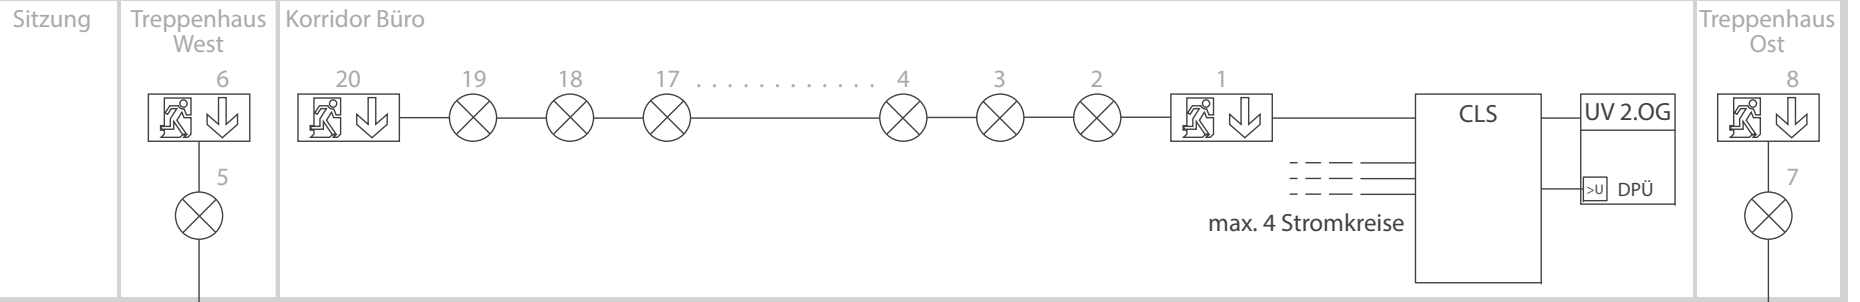 Sitzung
Treppenhaus
West
Korridor Büro
Treppenhaus
Ost
6
20
19
18
17 . . . . . . . . . . . . 4
3
2
1
8
CLS
UV 2.OG
5
7
>U
DPÜ
max. 4 Stromkreise